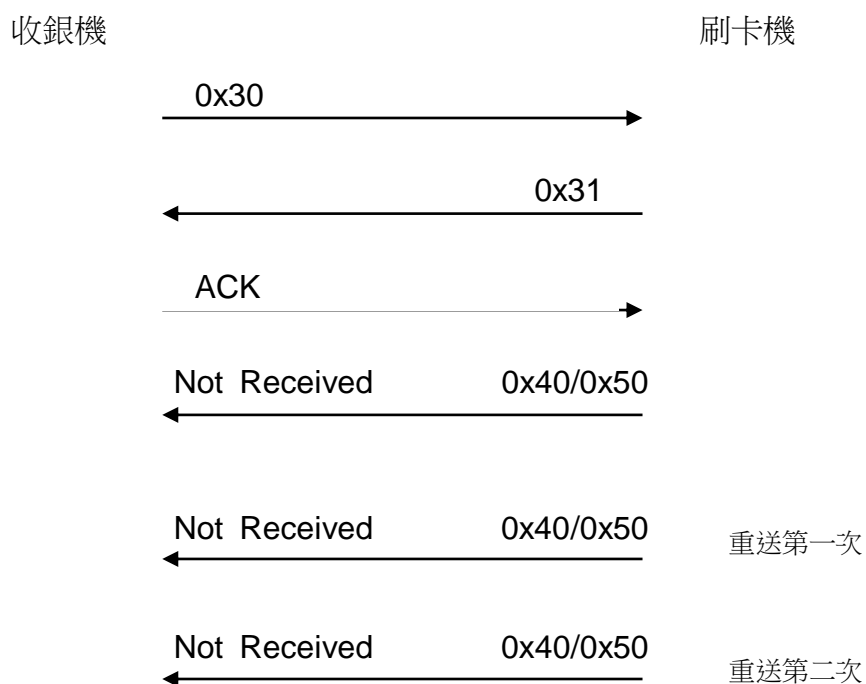 收銀機 刷卡機
0x30
0x31
ACK
Not Received 0x40/0x50
Not Received 0x40/0x50 重送第一次
Not Received 0x40/0x50 重送第二次